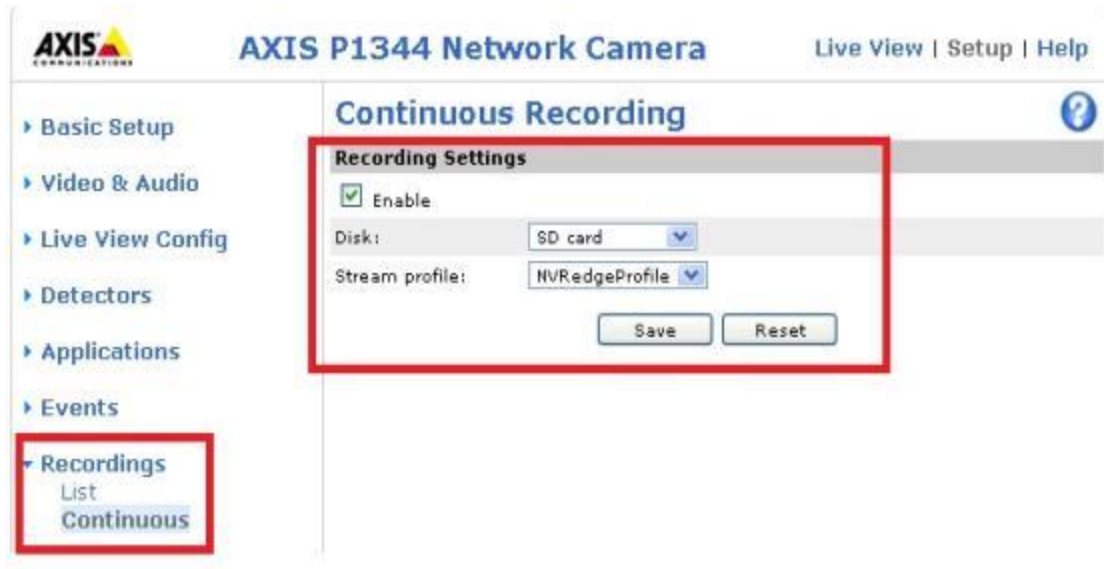 AXIS
COMMUNICATIONS
AXIS P1344 Network Camera
Live View | Setup | Help
Basic Setup
Video & Audio
Live View Config
Detectors
Applications
Events
Recordings
List
Continuous
Continuous Recording
?
Recording Settings
Enable
Disk: SD card
Stream profile: NVRedgeProfile
Save Reset